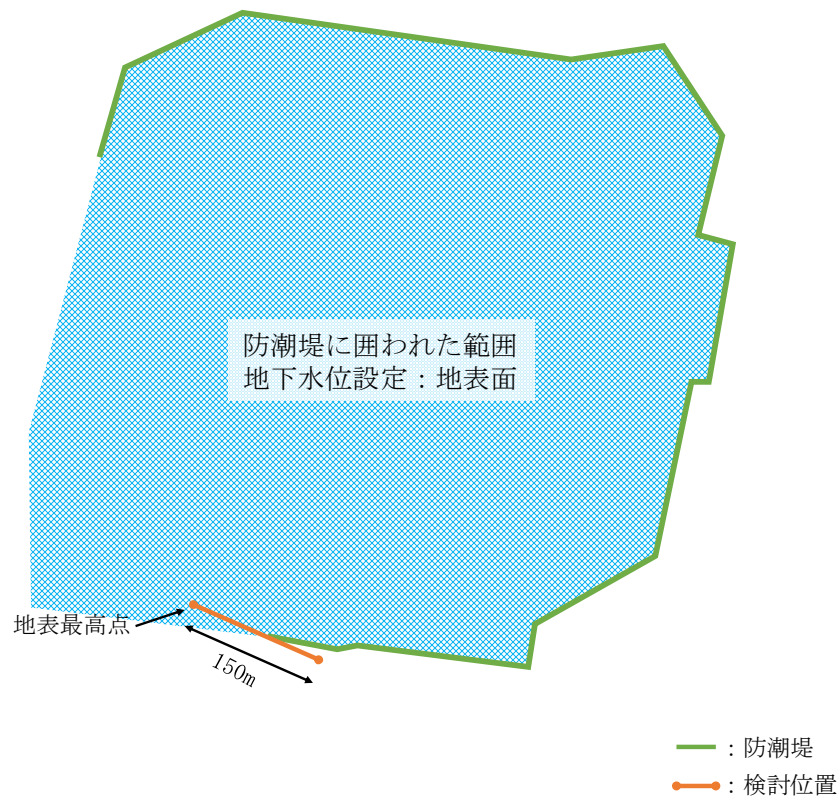 防潮堤に囲われた範囲
地下水位設定：地表面
地表最高点
150m
：防潮堤
：検討位置